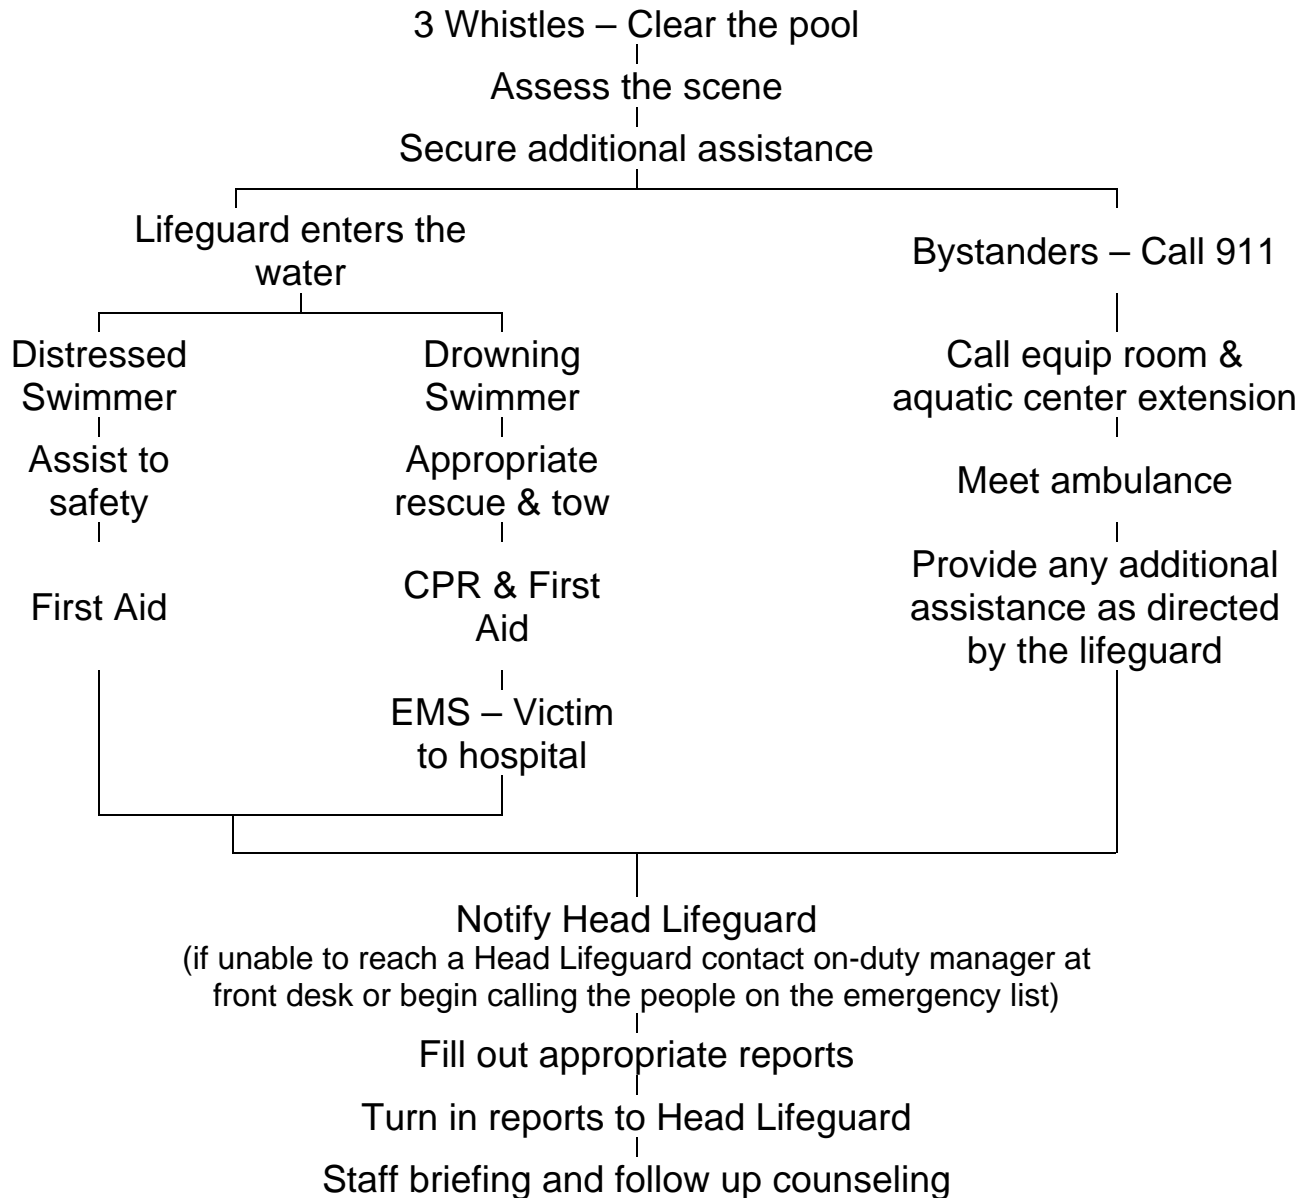 3 Whistles – Clear the pool
Assess the scene
Secure additional assistance
Lifeguard enters the
water
Bystanders – Call 911
Distressed
Swimmer
Drowning
Swimmer
Call equip room &
aquatic center extension
Assist to
safety
Appropriate
rescue & tow
Meet ambulance
First Aid
CPR & First
Aid
Provide any additional
assistance as directed
by the lifeguard
EMS – Victim
to hospital
Notify Head Lifeguard
(if unable to reach a Head Lifeguard contact on-duty manager at
front desk or begin calling the people on the emergency list)
Fill out appropriate reports
Turn in reports to Head Lifeguard
Staff briefing and follow up counseling